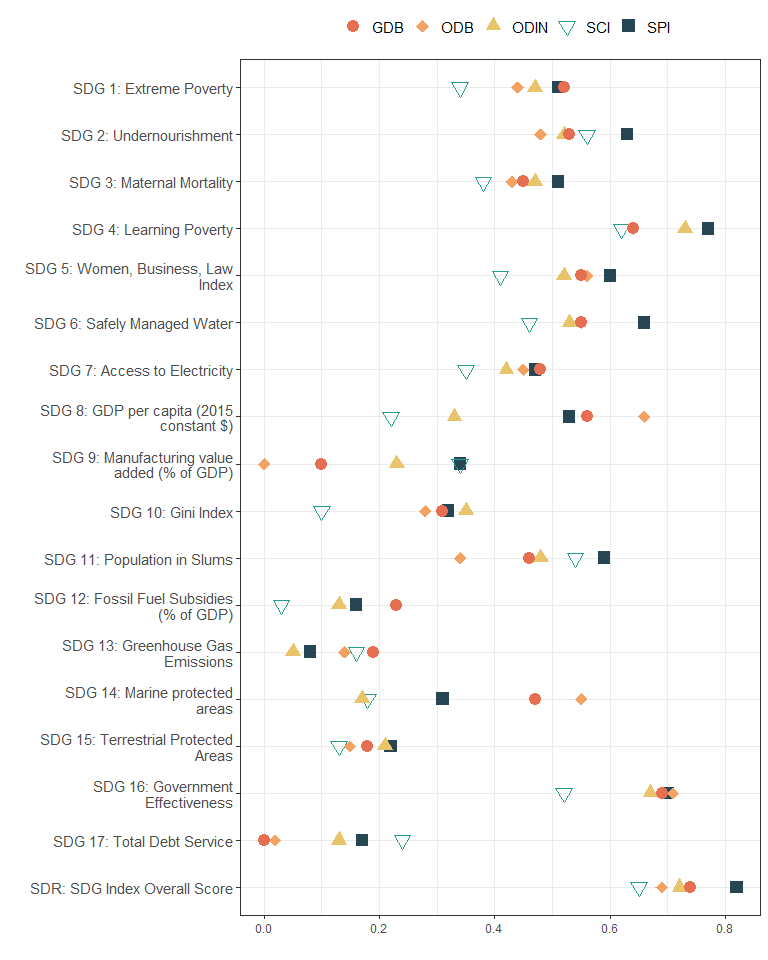 GDB ODB ODIN SCI SPI
SDG 1: Extreme Poverty
SDG 2: Undernourishment
SDG 3: Maternal Mortality
SDG 4: Learning Poverty
SDG 5: Women, Business, Law
Index
SDG 6: Safely Managed Water
SDG 7: Access to Electricity
SDG 8: GDP per capita (2015
constant $)
SDG 9: Manufacturing value
added (% of GDP)
SDG 10: Gini Index
SDG 11: Population in Slums
SDG 12: Fossil Fuel Subsidies
(% of GDP)
SDG 13: Greenhouse Gas
Emissions
SDG 14: Marine protected
areas
SDG 15: Terrestrial Protected
Areas
SDG 16: Government
Effectiveness
SDG 17: Total Debt Service
SDR: SDG Index Overall Score
0.0 0.2 0.4 0.6 0.8